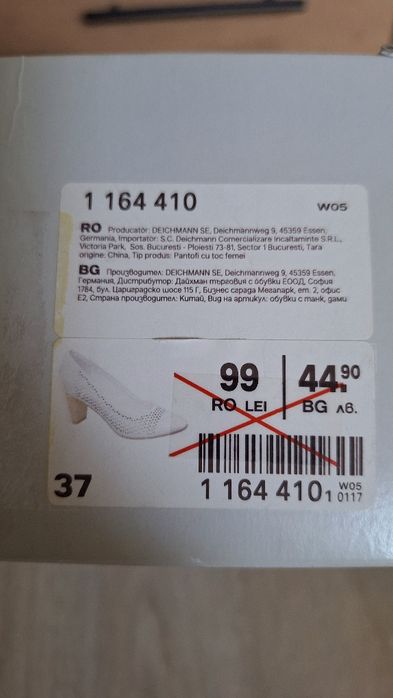 1 164 410 W05
RO Producator: DEICHMANN SE, Deichmannweg 9, 45359 Essen,
Germania, Importator: S.C. Deichmann Comercializare Incaltaminte S.R.L.,
Victoria Park, Sos. Bucuresti - Ploiesti 73-81, Sector 1 Bucuresti, Tara
origine: China, Tip produs: Pantofi cu toc femei
BG Производител: DEICHMANN SE, Deichmannweg 9, 45359 Essen,
Германия, Дистрибутор: Дайхман търговия с обувки ЕООД, София
1784, бул. Цариградско шосе 115 Г, Бизнес сграда Мегапарк, ет. 2, офис
Е2, Страна производител: Китай, Вид на артикул: обувки с танк, дами
99 44.90
RO LEI BG лв.
37
1 164 410 1 W05
0117